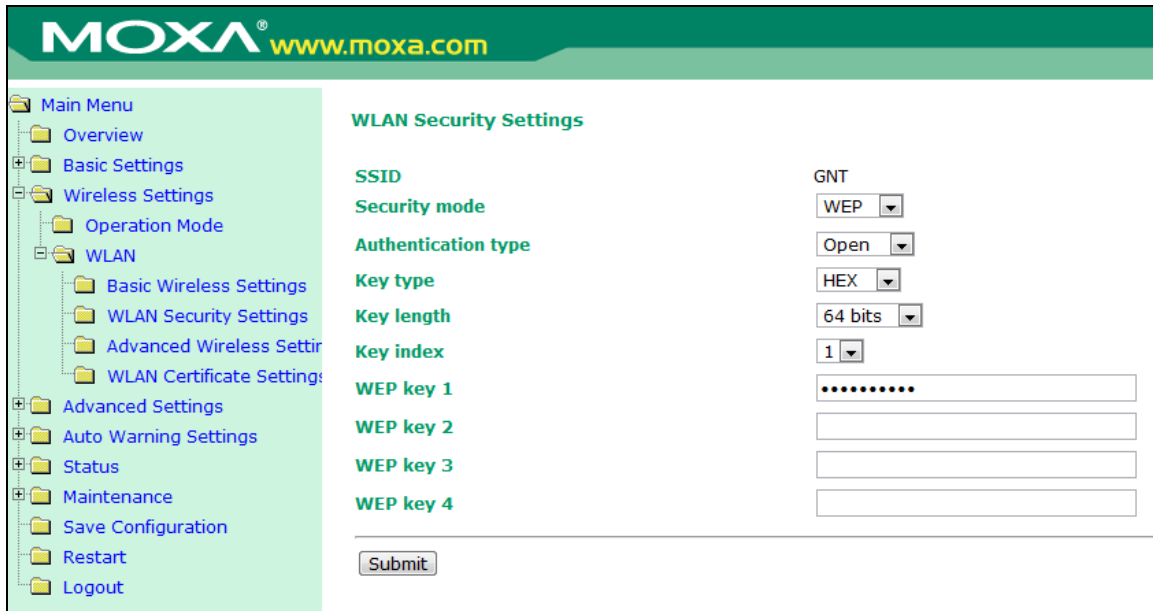 MOXA® www.moxa.com
Main Menu
Overview
Basic Settings
Wireless Settings
Operation Mode
WLAN
Basic Wireless Settings
WLAN Security Settings
Advanced Wireless Settin
WLAN Certificate Settings
Advanced Settings
Auto Warning Settings
Status
Maintenance
Save Configuration
Restart
Logout
WLAN Security Settings
SSID GNT
Security mode WEP
Authentication type Open
Key type HEX
Key length 64 bits
Key index 1
WEP key 1 ••••••••••
WEP key 2
WEP key 3
WEP key 4
Submit